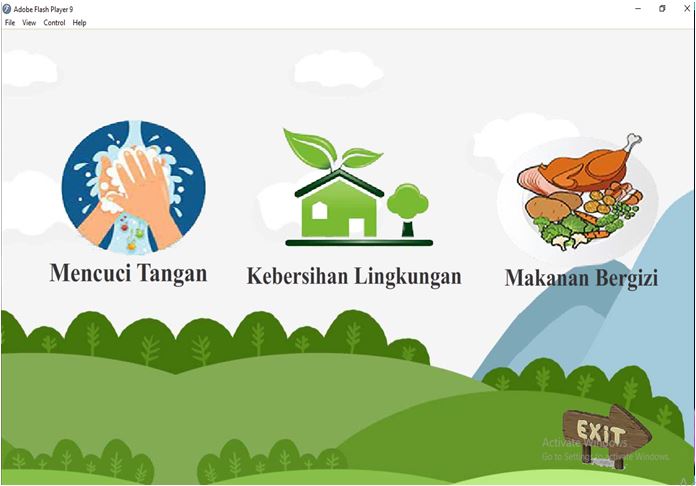 Adobe Flash Player 9
File View Control Help
Mencuci Tangan
Kebersihan Lingkungan
Makanan Bergizi
EXIT
Activate Windows
Go to Settings to activate Windows.